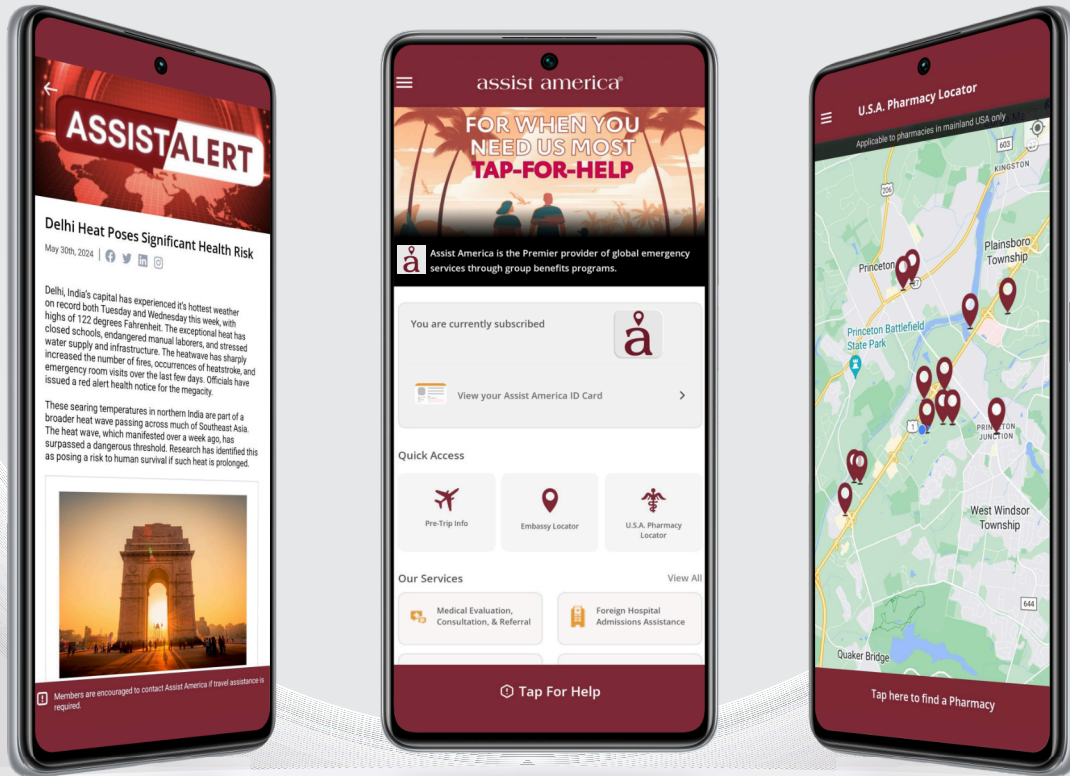 ASSISTALERT
Delhi Heat Poses Significant Health Risk
May 30th, 2024
Delhi, India's capital has experienced it's hottest weather
on record both Tuesday and Wednesday this week, with
highs of 122 degrees Fahrenheit. The exceptional heat has
closed schools, endangered manual laborers, and stressed
water supply and infrastructure. The heatwave has sharply
increased the number of fires, occurrences of heatstroke, and
emergency room visits over the last few days. Officials have
issued a red alert health notice for the megacity.
These searing temperatures in northern India are part of a
broader heat wave passing across much of Southeast Asia.
The heat wave, which manifested over a week ago, has
surpassed a dangerous threshold. Research has identified this
as posing a risk to human survival if such heat is prolonged.
Members are encouraged to contact Assist America if travel assistance is
required.
assist america®
FOR WHEN YOU
NEED US MOST
TAP-FOR-HELP
å
Assist America is the Premier provider of global emergency
services through group benefits programs.
You are currently subscribed
å
View your Assist America ID Card
Quick Access
Pre-Trip Info
Embassy Locator
U.S.A. Pharmacy
Locator
Our Services
View All
Medical Evaluation,
Consultation, & Referral
Foreign Hospital
Admissions Assistance
Tap For Help
U.S.A. Pharmacy Locator
Applicable to pharmacies in mainland USA only
603
KINGSTON
206
Plainsboro
Township
Princeton
27
Princeton Battlefield
State Park
1
PRINCETON
JUNCTION
West Windsor
Township
644
Quaker Bridge
Tap here to find a Pharmacy